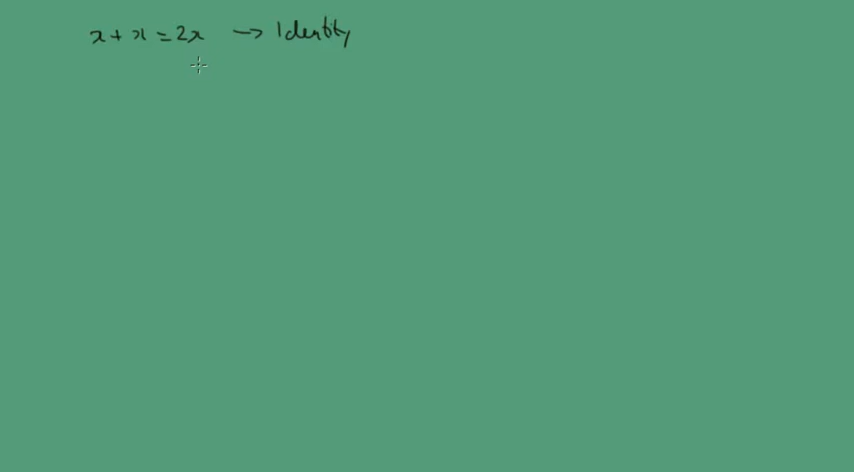 x + x = 2x → Identity